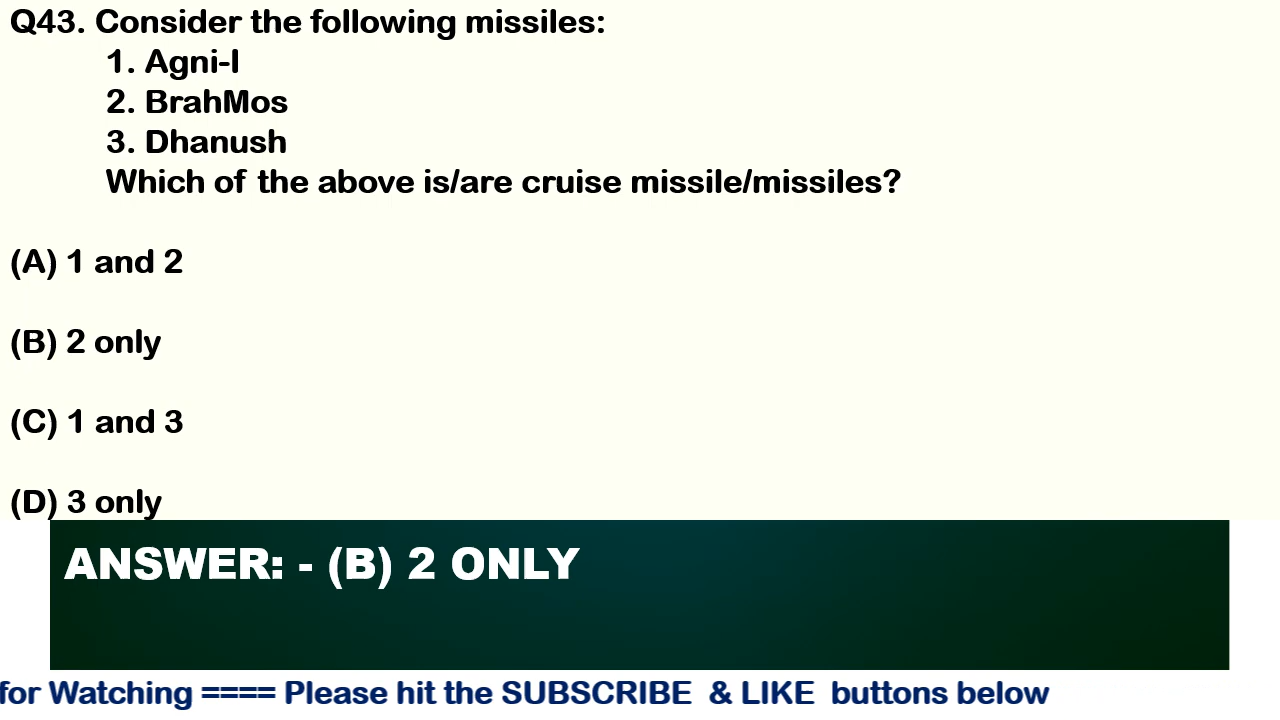 Q43. Consider the following missiles:
1. Agni-I
2. BrahMos
3. Dhanush
Which of the above is/are cruise missile/missiles?
(A) 1 and 2
(B) 2 only
(C) 1 and 3
(D) 3 only
ANSWER: - (B) 2 ONLY
for Watching ==== Please hit the SUBSCRIBE & LIKE buttons below